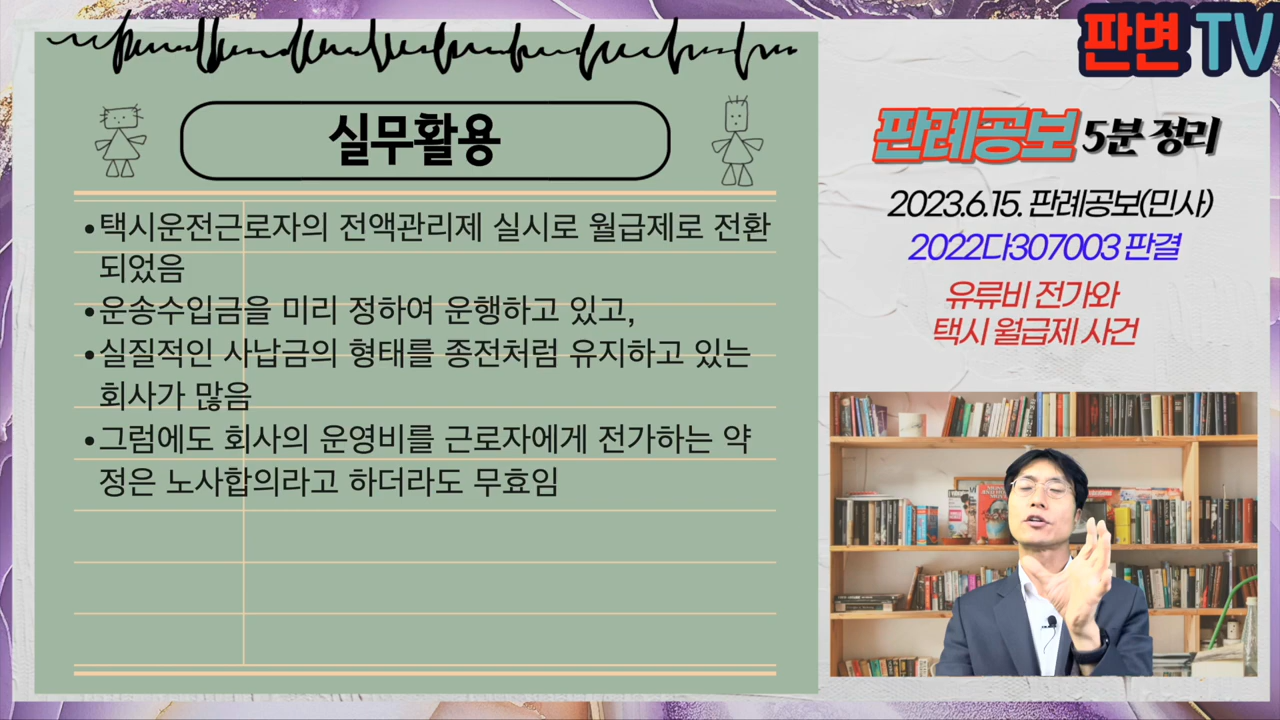 판변 TV
실무활용
•택시운전근로자의 전액관리제 실시로 월급제로 전환
되었음
•운송수입금을 미리 정하여 운행하고 있고,
•실질적인 사납금의 형태를 종전처럼 유지하고 있는
회사가 많음
•그럼에도 회사의 운영비를 근로자에게 전가하는 약
정은 노사합의라고 하더라도 무효임
판례공보 5분 정리
2023.6.15. 판례공보(민사)
2022다307003 판결
유류비 전가와
택시 월급제 사건